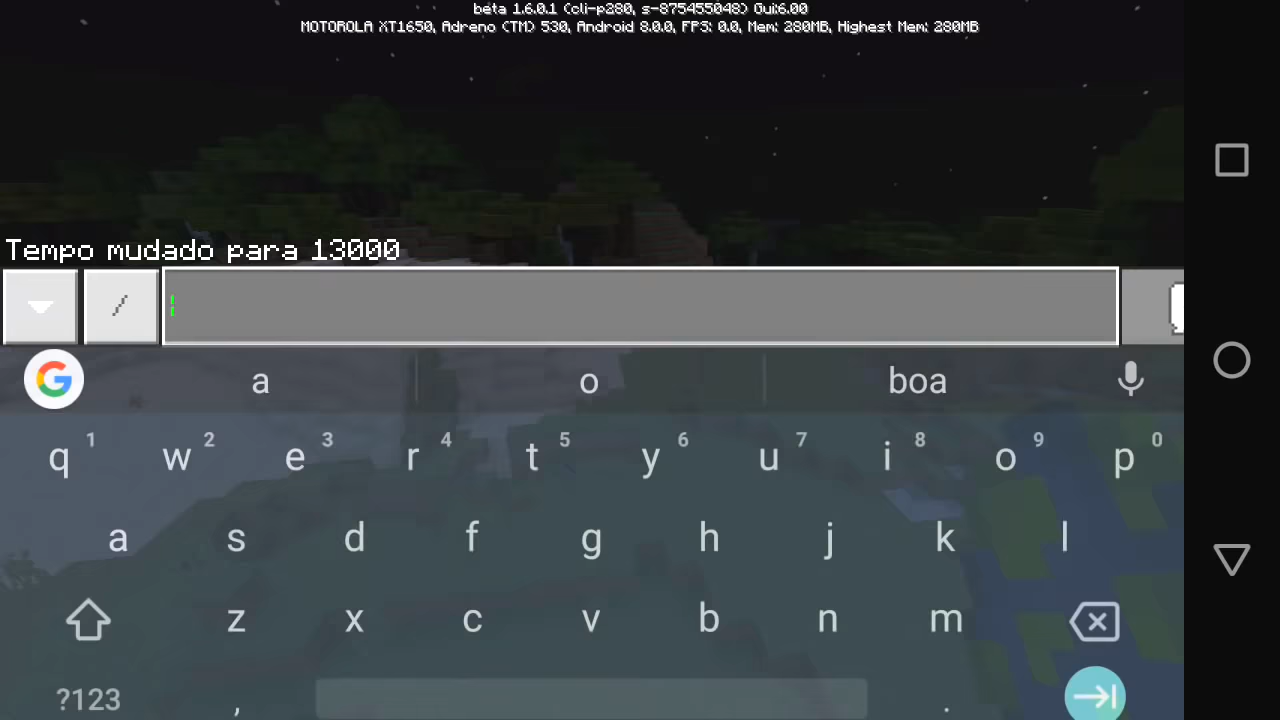 beta 1.6.0.1 (cli-p280, s-875455048) Gui:6.00
MOTOROLA XT1650, Adreno (TM) 530, Android 8.0.0, FPS: 0.0, Mem: 280MB, Highest Mem: 280MB
Tempo mudado para 13000
/
G a o boa
q 1 w 2 e 3 r 4 t 5 y 6 u 7 i 8 o 9 p 0
a s d f g h j k l
z x c v b n m
?123 , .